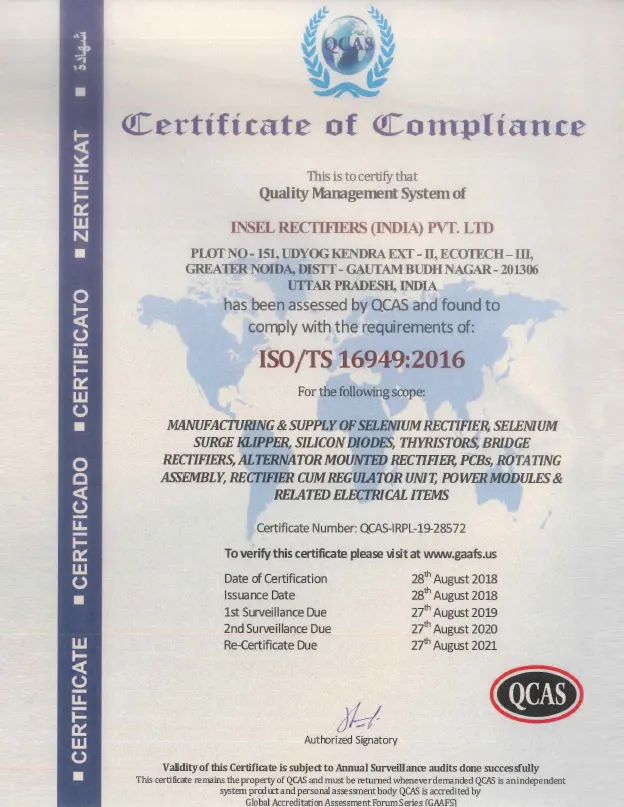 QCAS
Certificate of Compliance
This is to certify that
Quality Management System of
INSEL RECTIFIERS (INDIA) PVT. LTD
PLOT NO - 151, UDYOG KENDRA EXT - II, ECOTECH – III,
GREATER NOIDA, DISTT - GAUTAM BUDH NAGAR - 201306
UTTAR PRADESH, INDIA
has been assessed by QCAS and found to
comply with the requirements of:
ISO/TS 16949:2016
For the following scope:
MANUFACTURING & SUPPLY OF SELENIUM RECTIFIER, SELENIUM
SURGE KLIPPER, SILICON DIODES, THYRISTORS, BRIDGE
RECTIFIERS, ALTERNATOR MOUNTED RECTIFIER, PCBs, ROTATING
ASSEMBLY, RECTIFIER CUM REGULATOR UNIT, POWER MODULES &
RELATED ELECTRICAL ITEMS
Certificate Number: QCAS-IRPL-19-28572
To verify this certificate please visit at www.gaafs.us
Date of Certification 28th August 2018
Issuance Date 28th August 2018
1st Surveillance Due 27th August 2019
2nd Surveillance Due 27th August 2020
Re-Certificate Due 27th August 2021
QCAS
Authorized Signatory
Validity of this Certificate is subject to Annual Surveillance audits done successfully
This certificate remains the property of QCAS and must be returned whenever demanded QCAS is an independent
system product and personal assessment body QCAS is accredited by
Global Accreditation Assessment Forum Series (GAAFS)
■ CERTIFICATE ■ CERTIFICADO ■ CERTIFICATO ■ ZERTIFIKAT ■ شهادة